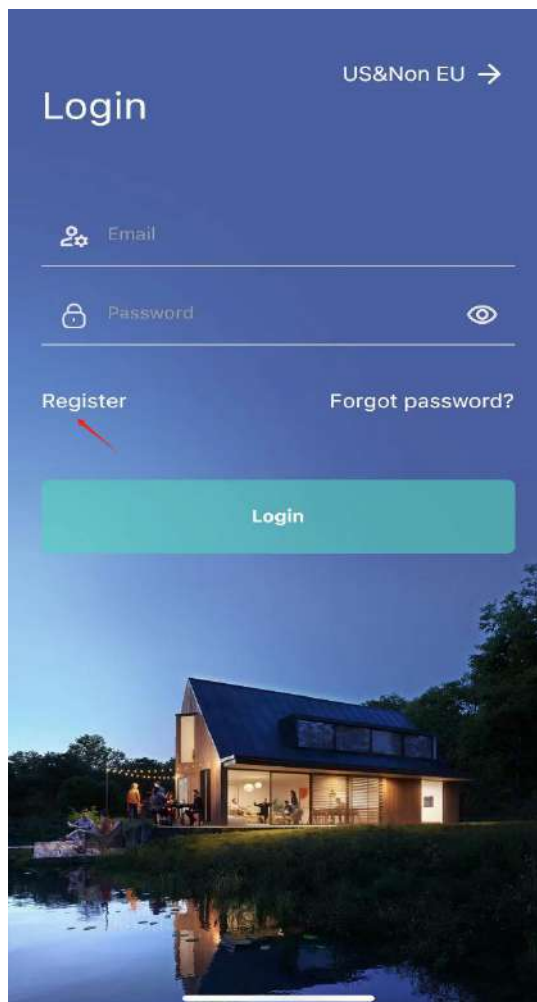 US&Non EU →
Login
Email
Password
Register
Forgot password?
Login